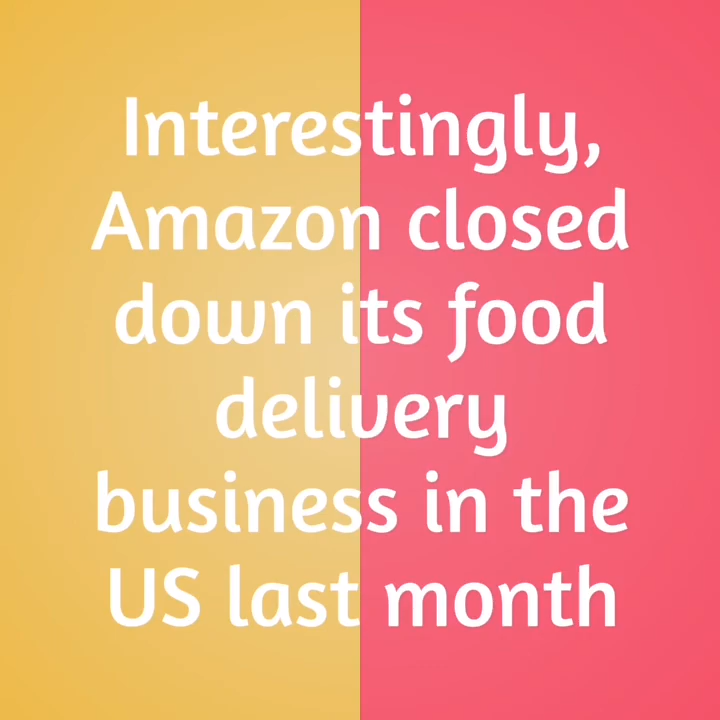 Interestingly,
Amazon closed
down its food
delivery
business in the
US last month